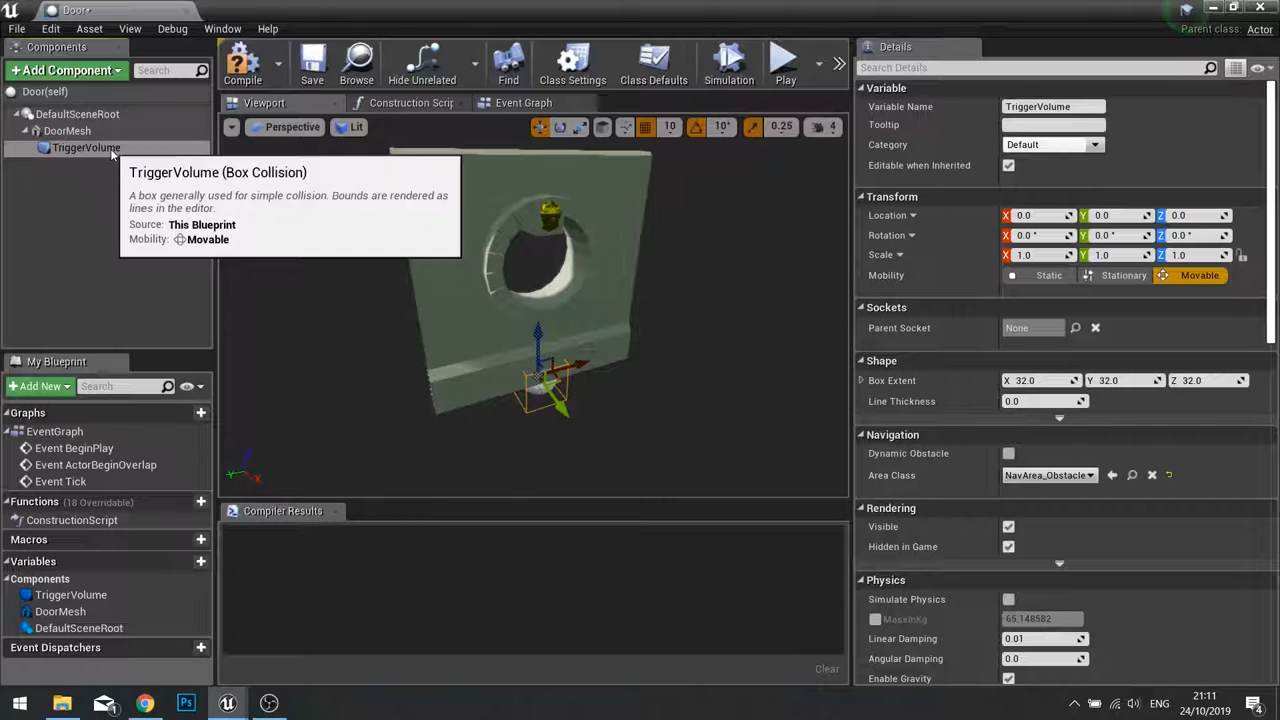 Door*
File Edit Asset View Debug Window Help
Parent class: Actor
Components
+ Add Component
Search
Door(self)
DefaultSceneRoot
DoorMesh
TriggerVolume
TriggerVolume (Box Collision)
A box generally used for simple collision. Bounds are rendered as
lines in the editor.
Source: This Blueprint
Mobility: Movable
My Blueprint
+ Add New
Search
Graphs
EventGraph
Event BeginPlay
Event ActorBeginOverlap
Event Tick
Functions (18 Overridable)
ConstructionScript
Macros
Variables
Components
TriggerVolume
DoorMesh
DefaultSceneRoot
Event Dispatchers
Compile Save Browse Hide Unrelated Find Class Settings Class Defaults Simulation Play
Viewport Construction Scrip Event Graph
Perspective Lit 10 10° 0.25 4
Compiler Results
Clear
Details
Search Details
Variable
Variable Name TriggerVolume
Tooltip
Category Default
Editable when Inherited
Transform
Location X 0.0 Y 0.0 Z 0.0
Rotation X 0.0 ° Y 0.0 ° Z 0.0 °
Scale X 1.0 Y 1.0 Z 1.0
Mobility Static Stationary Movable
Sockets
Parent Socket None
Shape
Box Extent X 32.0 Y 32.0 Z 32.0
Line Thickness 0.0
Navigation
Dynamic Obstacle
Area Class NavArea_Obstacle
Rendering
Visible
Hidden in Game
Physics
Simulate Physics
MassInKg 65.148582
Linear Damping 0.01
Angular Damping 0.0
Enable Gravity
ENG
21:11
24/10/2019